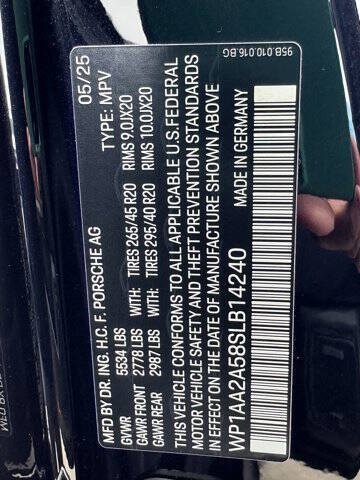 95B.010.016.BG
MFD BY DR. ING. H.C. F. PORSCHE AG 05/25
TYPE: MPV
GVWR 5534 LBS
GAWR FRONT 2778 LBS WITH: TIRES 265/45 R20 RIMS 9.0JX20
GAWR REAR 2987 LBS WITH: TIRES 295/40 R20 RIMS 10.0JX20
THIS VEHICLE CONFORMS TO ALL APPLICABLE U.S. FEDERAL
MOTOR VEHICLE SAFETY AND THEFT PREVENTION STANDARDS
IN EFFECT ON THE DATE OF MANUFACTURE SHOWN ABOVE
WP1AA2A58SLB14240 MADE IN GERMANY